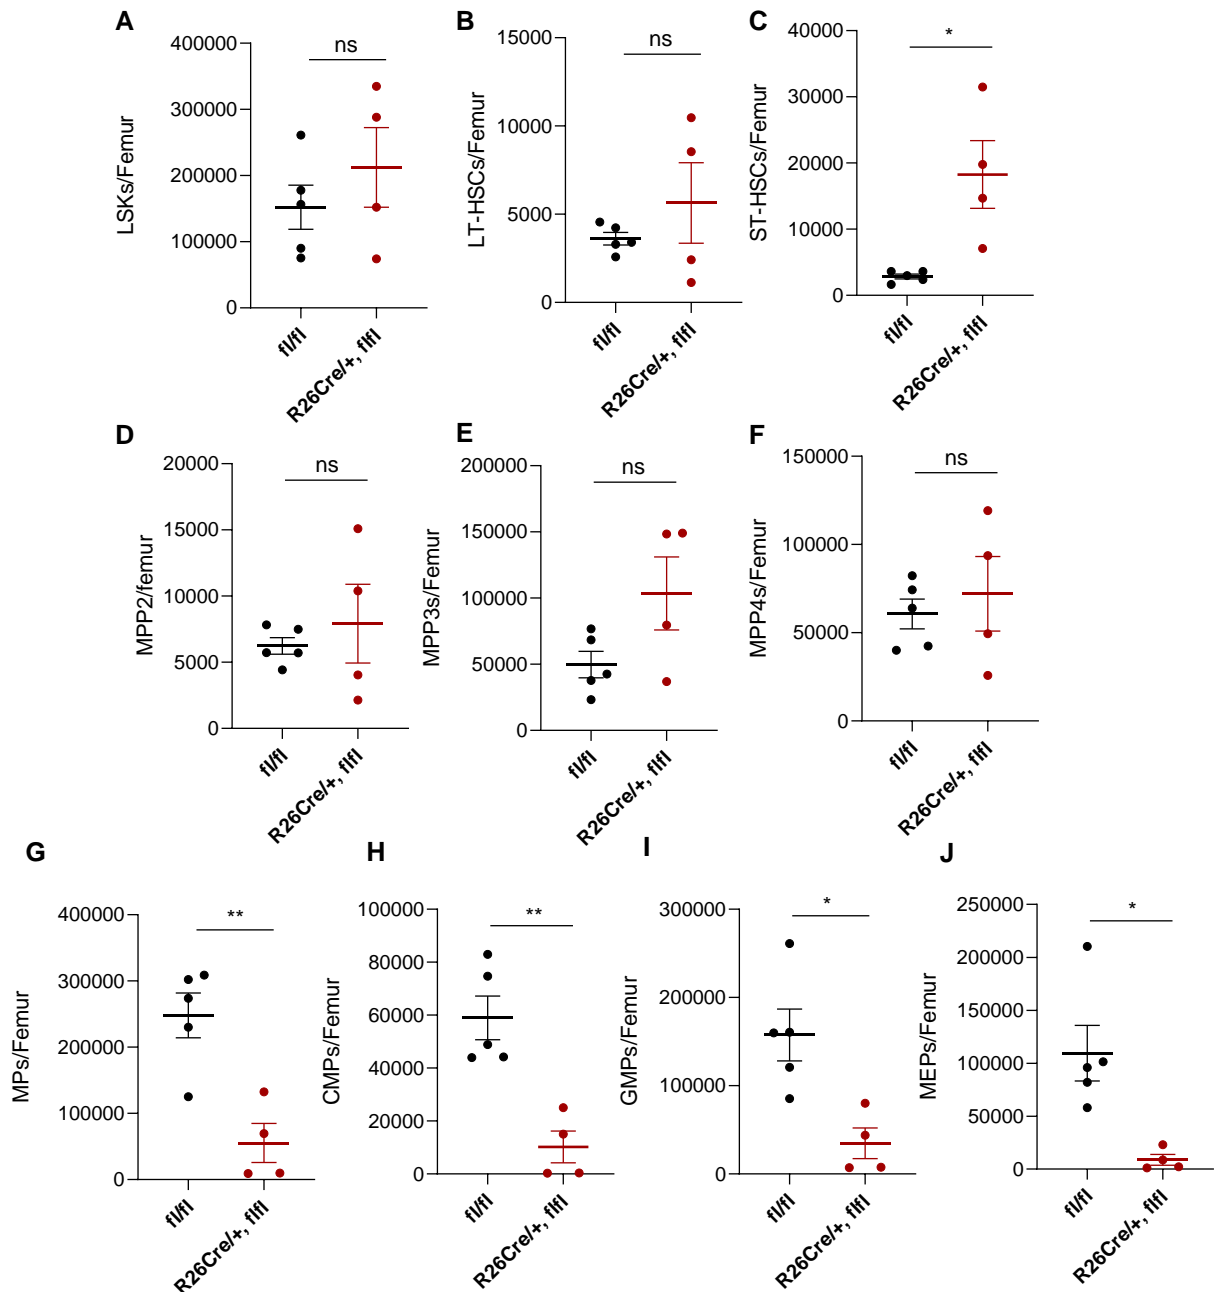 A
LSKs/Femur
400000
300000
200000
100000
0
ns
fl/fl
R26Cre/+, flfl
B
LT-HSCs/Femur
15000
10000
5000
0
ns
fl/fl
R26Cre/+, flfl
C
ST-HSCs/Femur
40000
30000
20000
10000
0
*
fl/fl
R26Cre/+, flfl
D
MPP2/femur
20000
15000
10000
5000
0
ns
fl/fl
R26Cre/+, flfl
E
MPP3s/Femur
200000
150000
100000
50000
0
ns
fl/fl
R26Cre/+, flfl
F
MPP4s/Femur
150000
100000
50000
0
ns
fl/fl
R26Cre/+, flfl
G
MPs/Femur
400000
300000
200000
100000
0
**
fl/fl
R26Cre/+, flfl
H
CMPs/Femur
100000
80000
60000
40000
20000
0
**
fl/fl
R26Cre/+, flfl
I
GMPs/Femur
300000
200000
100000
0
*
fl/fl
R26Cre/+, flfl
J
MEPs/Femur
250000
200000
150000
100000
50000
0
*
fl/fl
R26Cre/+, flfl